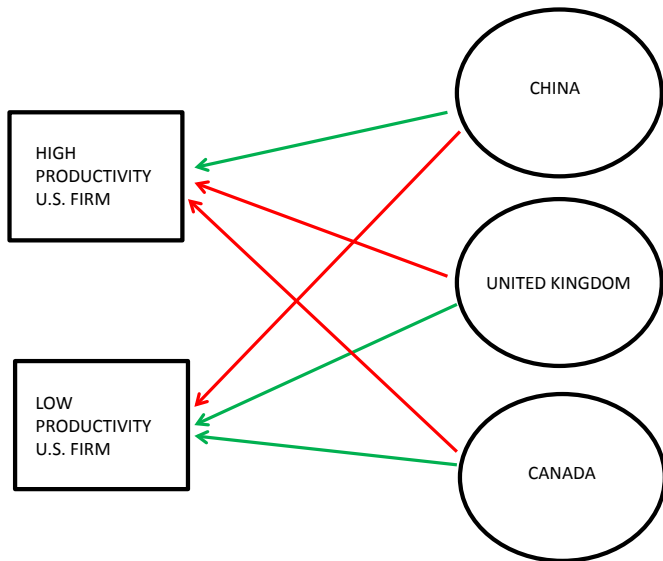 CHINA
HIGH
PRODUCTIVITY
U.S. FIRM
UNITED KINGDOM
LOW
PRODUCTIVITY
U.S. FIRM
CANADA